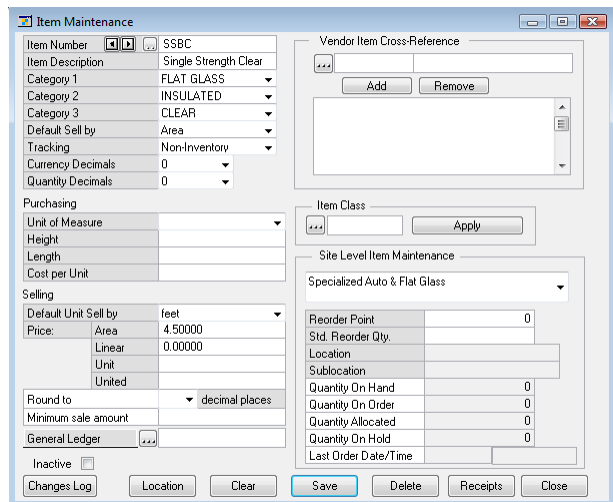 Item Maintenance
Item Number ... SSBC
Item Description Single Strength Clear
Category 1 FLAT GLASS
Category 2 INSULATED
Category 3 CLEAR
Default Sell by Area
Tracking Non-Inventory
Currency Decimals 0
Quantity Decimals 0
Purchasing
Unit of Measure
Height
Length
Cost per Unit
Selling
Default Unit Sell by feet
Price: Area 4.50000
Linear 0.00000
Unit
United
Round to decimal places
Minimum sale amount
General Ledger ...
Inactive
Vendor Item Cross-Reference
...
Add Remove
Item Class
... Apply
Site Level Item Maintenance
Specialized Auto & Flat Glass
Reorder Point 0
Std. Reorder Qty.
Location
Sublocation
Quantity On Hand 0
Quantity On Order 0
Quantity Allocated 0
Quantity On Hold 0
Last Order Date/Time
Changes Log Location Clear Save Delete Receipts Close